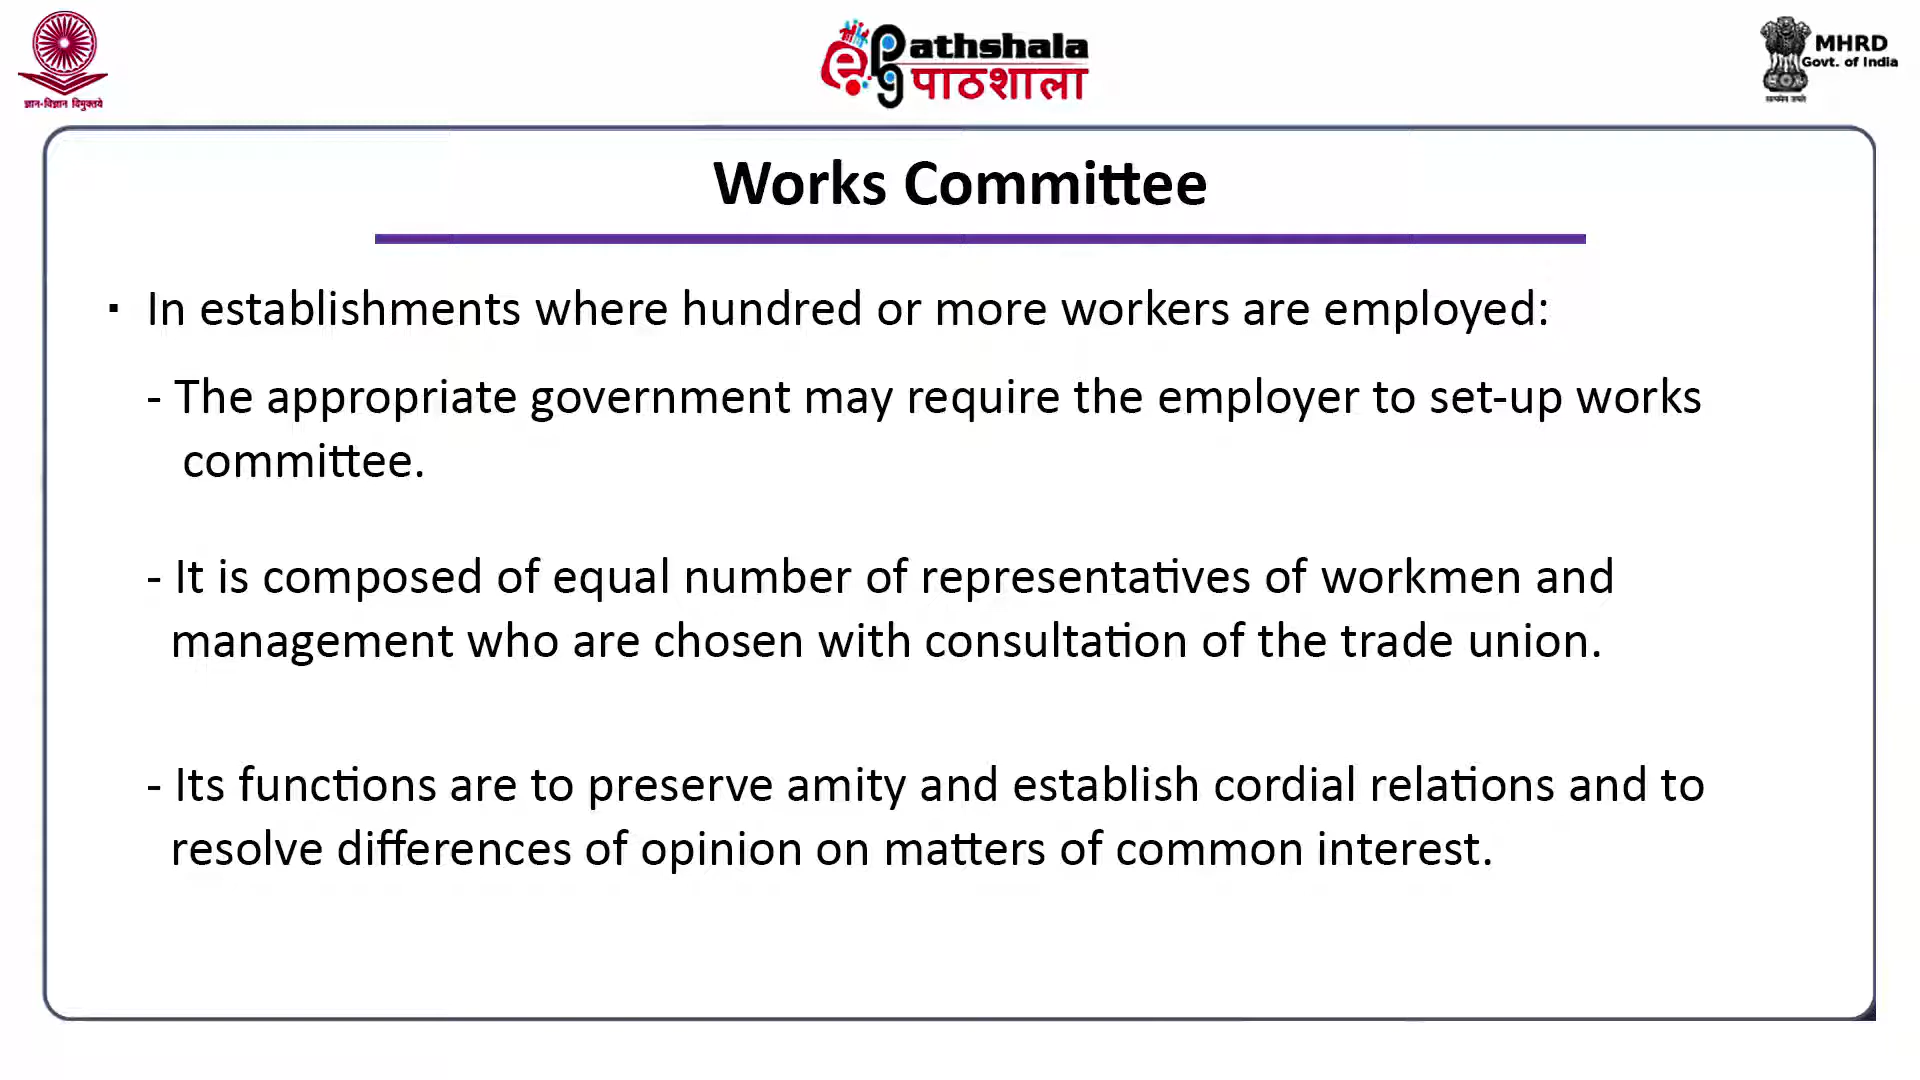 ज्ञान-विज्ञान विमुक्तये
ePathshala
पाठशाला
MHRD
Govt. of India
सत्यमेव जयते
Works Committee
▪ In establishments where hundred or more workers are employed:
- The appropriate government may require the employer to set-up works
committee.
- It is composed of equal number of representatives of workmen and
management who are chosen with consultation of the trade union.
- Its functions are to preserve amity and establish cordial relations and to
resolve differences of opinion on matters of common interest.